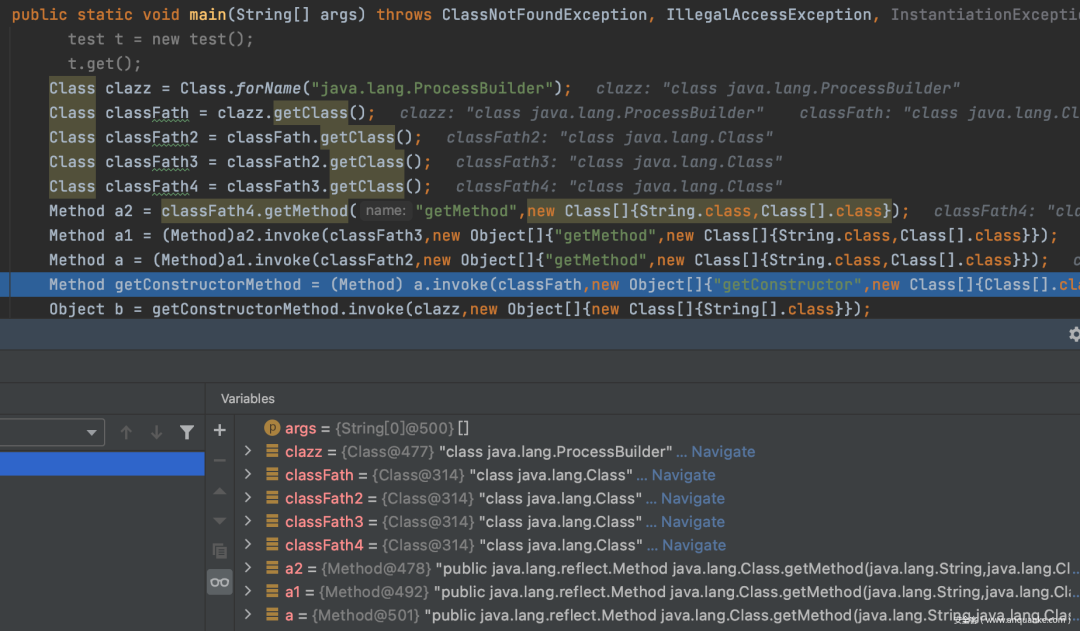 public static void main(String[] args) throws ClassNotFoundException, IllegalAccessException, InstantiationExceptio
test t = new test();
t.get();
Class clazz = Class.forName("java.lang.ProcessBuilder"); clazz: "class java.lang.ProcessBuilder"
Class classFath = clazz.getClass(); clazz: "class java.lang.ProcessBuilder" classFath: "class java.lang.Cl
Class classFath2 = classFath.getClass(); classFath2: "class java.lang.Class"
Class classFath3 = classFath2.getClass(); classFath3: "class java.lang.Class"
Class classFath4 = classFath3.getClass(); classFath4: "class java.lang.Class"
Method a2 = classFath4.getMethod( name: "getMethod",new Class[]{String.class,Class[].class}); classFath4: "cla
Method a1 = (Method)a2.invoke(classFath3,new Object[]{"getMethod",new Class[]{String.class,Class[].class}});
Method a = (Method)a1.invoke(classFath2,new Object[]{"getMethod",new Class[]{String.class,Class[].class}}); c
Method getConstructorMethod = (Method) a.invoke(classFath,new Object[]{"getConstructor",new Class[]{Class[].cla
Object b = getConstructorMethod.invoke(clazz,new Object[]{new Class[]{String[].class}});
Variables
p args = {String[0]@500} []
clazz = {Class@477} "class java.lang.ProcessBuilder" ... Navigate
classFath = {Class@314} "class java.lang.Class" ... Navigate
classFath2 = {Class@314} "class java.lang.Class" ... Navigate
classFath3 = {Class@314} "class java.lang.Class" ... Navigate
classFath4 = {Class@314} "class java.lang.Class" ... Navigate
a2 = {Method@478} "public java.lang.reflect.Method java.lang.Class.getMethod(java.lang.String,java.lang.Cl...
a1 = {Method@492} "public java.lang.reflect.Method java.lang.Class.getMethod(java.lang.String,java.lang.Cl...
a = {Method@501} "public java.lang.reflect.Method java.lang.Class.getMethod(java.lang.String,java.lang.Clas...
(www.anquanke.com)